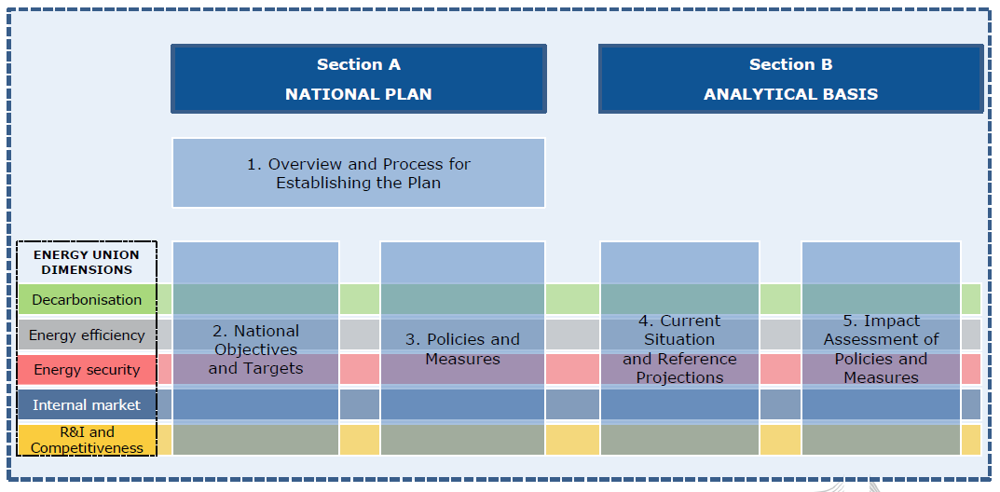 Section A
NATIONAL PLAN
Section B
ANALYTICAL BASIS
1. Overview and Process for
Establishing the Plan
ENERGY UNION
DIMENSIONS
Decarbonisation
Energy efficiency
Energy security
Internal market
R&I and
Competitiveness
2. National
Objectives
and Targets
3. Policies and
Measures
4. Current
Situation
and Reference
Projections
5. Impact
Assessment of
Policies and
Measures